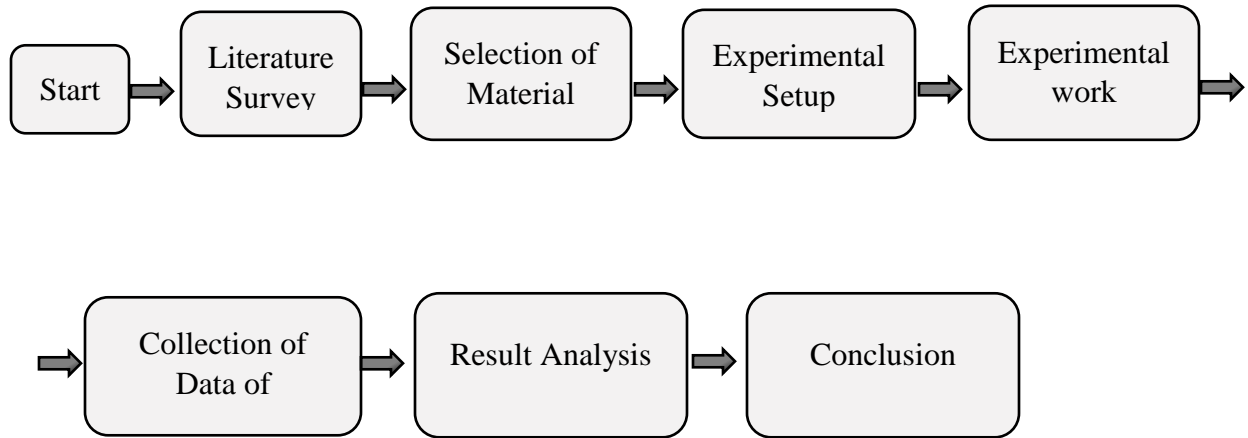 Start
Literature
Survey
Selection of
Material
Experimental
Setup
Experimental
work
Collection of
Data of
Result Analysis
Conclusion